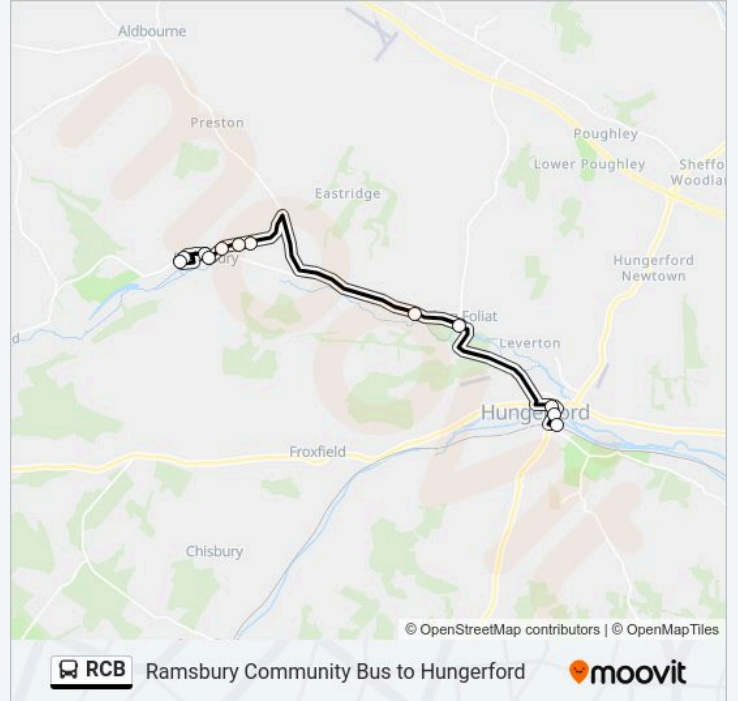 Aldbourne
Preston
Poughley
Lower Poughley
Eastridge
Hungerford
Newtown
Foliat
Leverton
Froxfield
Chisbury
© OpenStreetMap contributors | © OpenMapTiles
RCB Ramsbury Community Bus to Hungerford moovit